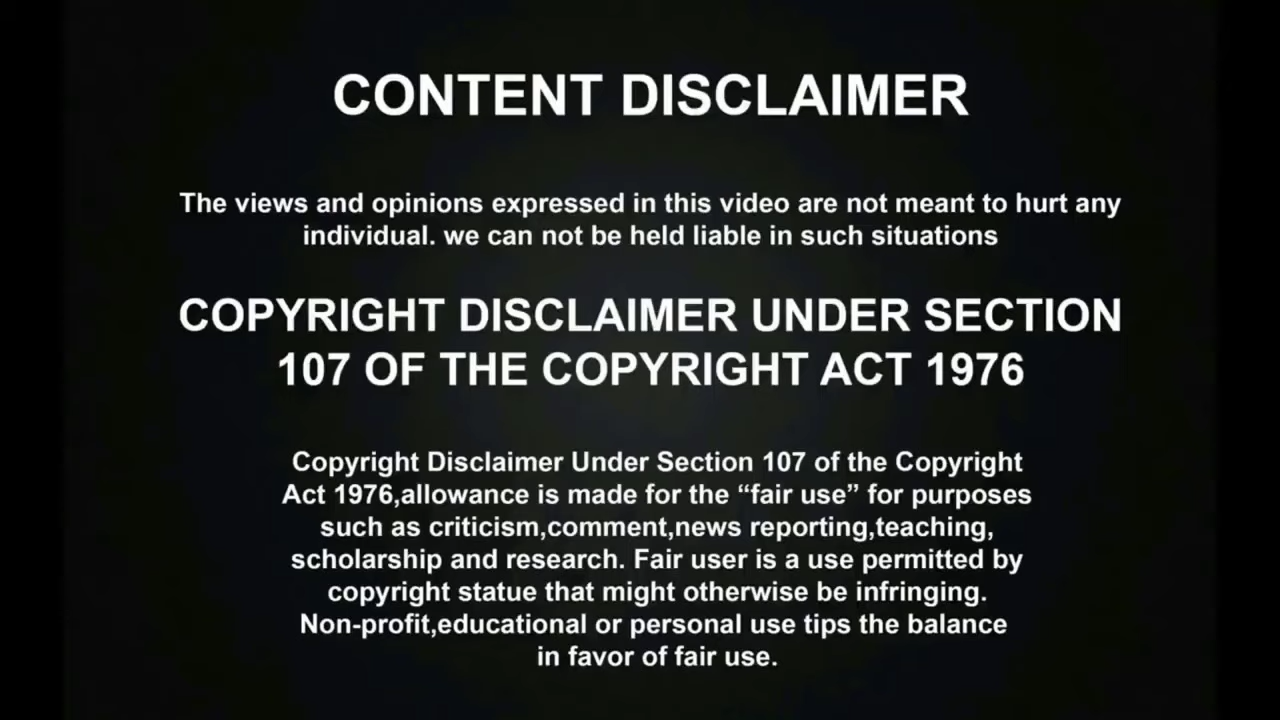 CONTENT DISCLAIMER
The views and opinions expressed in this video are not meant to hurt any
individual. we can not be held liable in such situations
COPYRIGHT DISCLAIMER UNDER SECTION
107 OF THE COPYRIGHT ACT 1976
Copyright Disclaimer Under Section 107 of the Copyright
Act 1976,allowance is made for the “fair use” for purposes
such as criticism,comment,news reporting,teaching,
scholarship and research. Fair user is a use permitted by
copyright statue that might otherwise be infringing.
Non-profit,educational or personal use tips the balance
in favor of fair use.